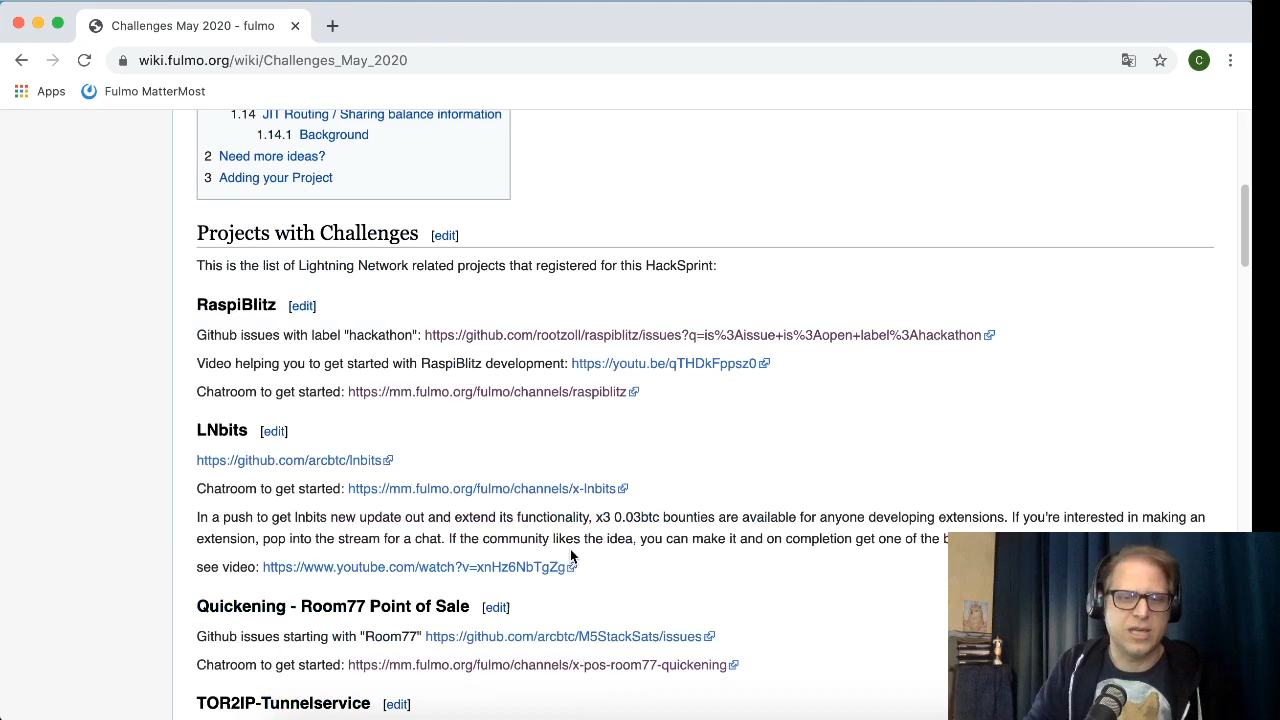 Challenges May 2020 - fulmo
wiki.fulmo.org/wiki/Challenges_May_2020
C
Apps
Fulmo MatterMost
1.14 JIT Routing / Sharing balance information
1.14.1 Background
2 Need more ideas?
3 Adding your Project
Projects with Challenges [edit]
This is the list of Lightning Network related projects that registered for this HackSprint:
RaspiBlitz [edit]
Github issues with label "hackathon": https://github.com/rootzoll/raspiblitz/issues?q=is%3Aissue+is%3Aopen+label%3Ahackathon
Video helping you to get started with RaspiBlitz development: https://youtu.be/qTHDkFppsz0
Chatroom to get started: https://mm.fulmo.org/fulmo/channels/raspiblitz
LNbits [edit]
https://github.com/arcbtc/lnbits
Chatroom to get started: https://mm.fulmo.org/fulmo/channels/x-lnbits
In a push to get lnbits new update out and extend its functionality, x3 0.03btc bounties are available for anyone developing extensions. If you're interested in making an
extension, pop into the stream for a chat. If the community likes the idea, you can make it and on completion get one of the
see video: https://www.youtube.com/watch?v=xnHz6NbTgZg
Quickening - Room77 Point of Sale [edit]
Github issues starting with "Room77" https://github.com/arcbtc/M5StackSats/issues
Chatroom to get started: https://mm.fulmo.org/fulmo/channels/x-pos-room77-quickening
TOR2IP-Tunnelservice [edit]